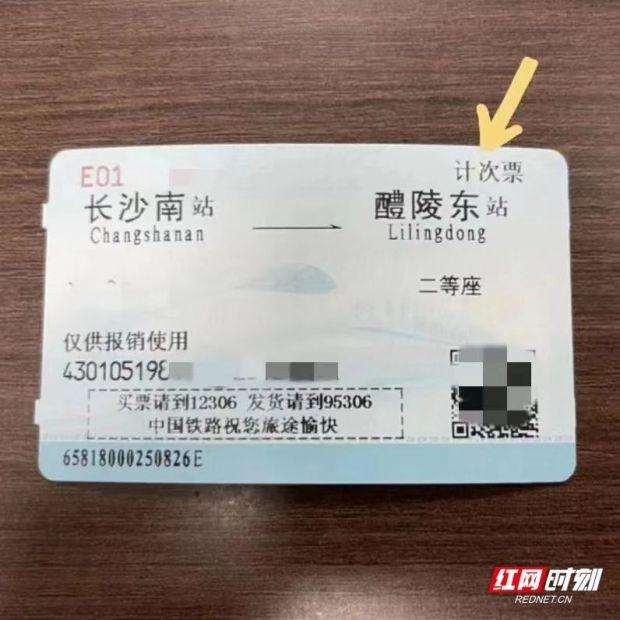 E01
计次票
长沙南站
醴陵东站
Changshanan
Lilingdong
二等座
仅供报销使用
430105198
买票请到12306 发货请到95306
中国铁路祝您旅途愉快
65818000250826E
红网时刻
REDNET.CN